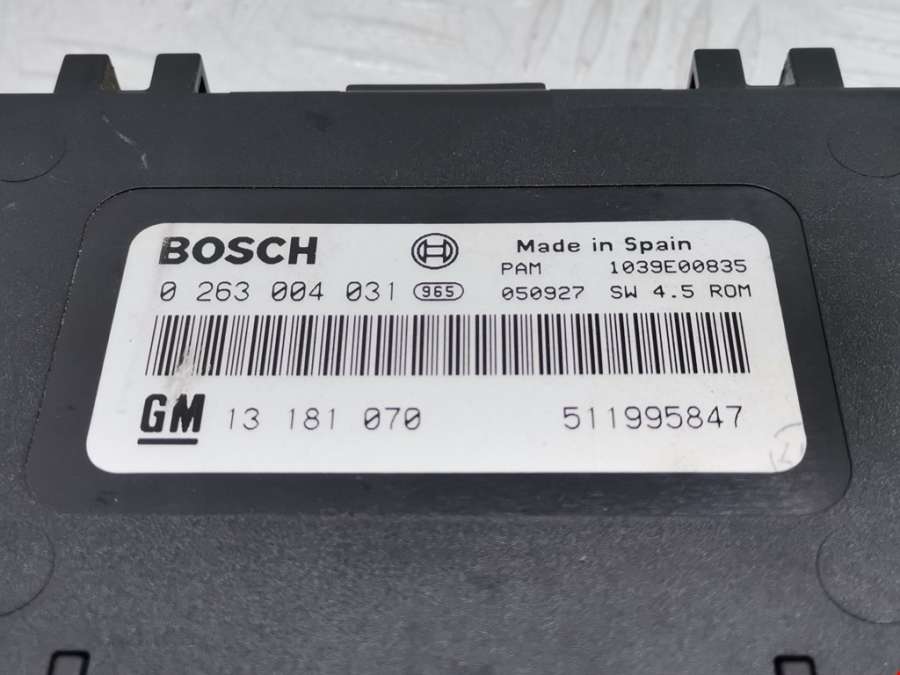 BOSCH
Made in Spain
PAM 1039E00835
0 263 004 031 965 050927 SW 4.5 ROM
GM 13 181 070 511995847